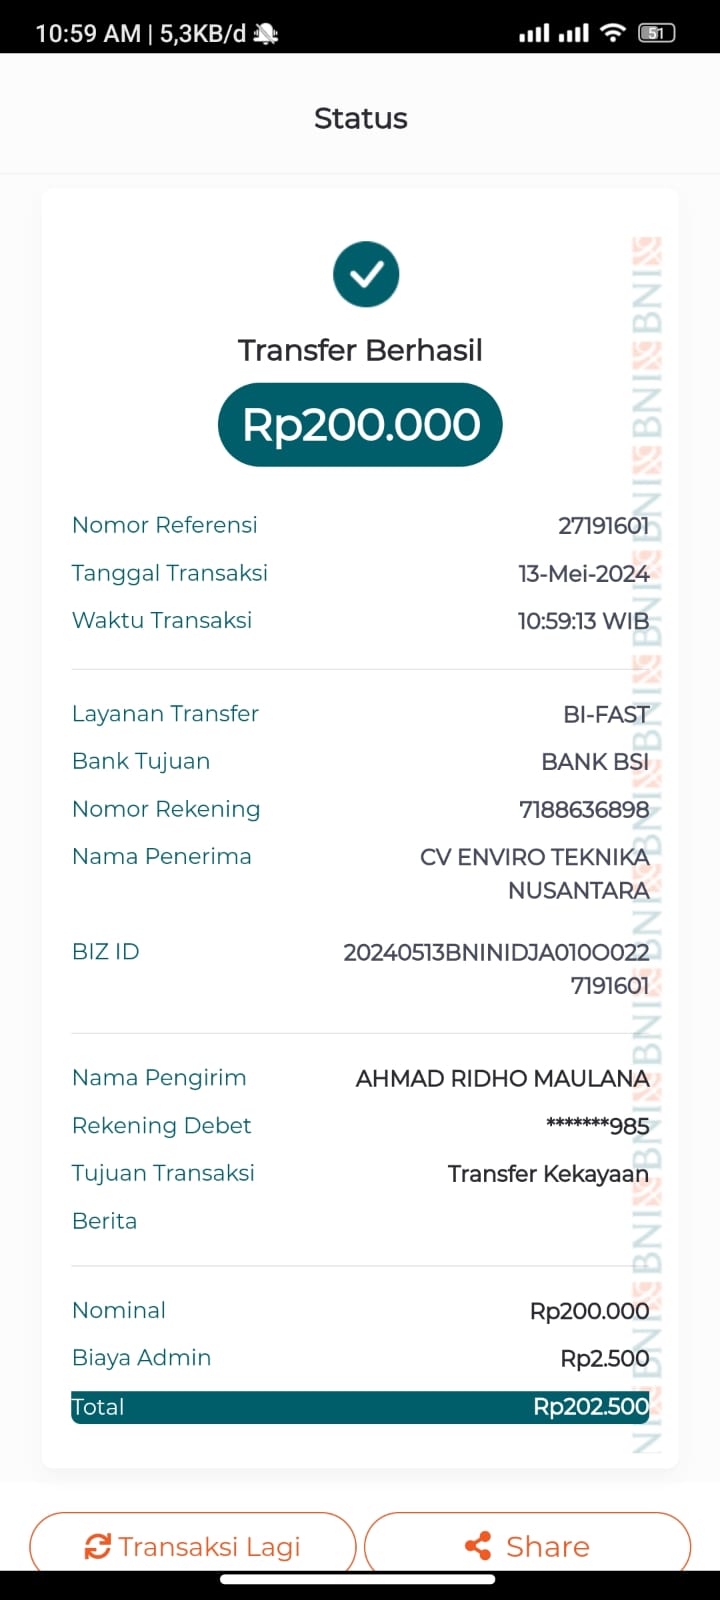 10:59 AM | 5,3KB/d
51
Status
Transfer Berhasil
Rp200.000
Nomor Referensi 27191601
Tanggal Transaksi 13-Mei-2024
Waktu Transaksi 10:59:13 WIB
Layanan Transfer BI-FAST
Bank Tujuan BANK BSI
Nomor Rekening 7188636898
Nama Penerima CV ENVIRO TEKNIKA
NUSANTARA
BIZ ID 20240513BNINIDJA010O022
7191601
Nama Pengirim AHMAD RIDHO MAULANA
Rekening Debet *******985
Tujuan Transaksi Transfer Kekayaan
Berita
Nominal Rp200.000
Biaya Admin Rp2.500
Total Rp202.500
Transaksi Lagi
Share
BNI BNI BNI BNI BNI BNI BNI BNI BNI BNI BNI